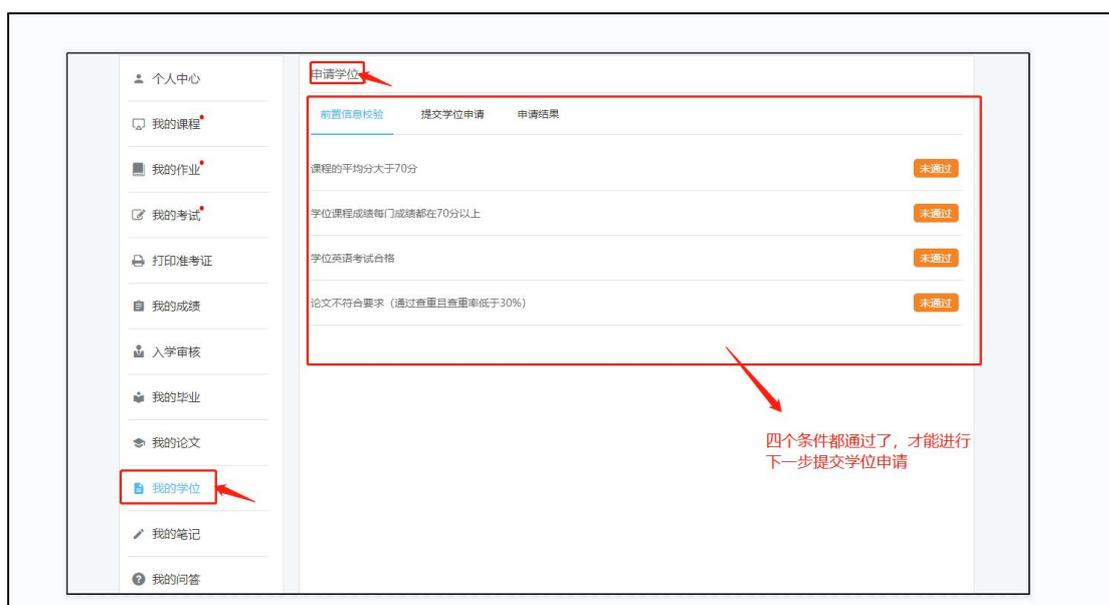 个人中心
我的课程
我的作业
我的考试
打印准考证
我的成绩
入学审核
我的毕业
我的论文
我的学位
我的笔记
我的问答
申请学位
前置信息校验 提交学位申请 申请结果
课程的平均分大于70分 未通过
学位课程成绩每门成绩都在70分以上 未通过
学位英语考试合格 未通过
论文不符合要求（通过查重且查重率低于30%） 未通过
四个条件都通过了，才能进行
下一步提交学位申请